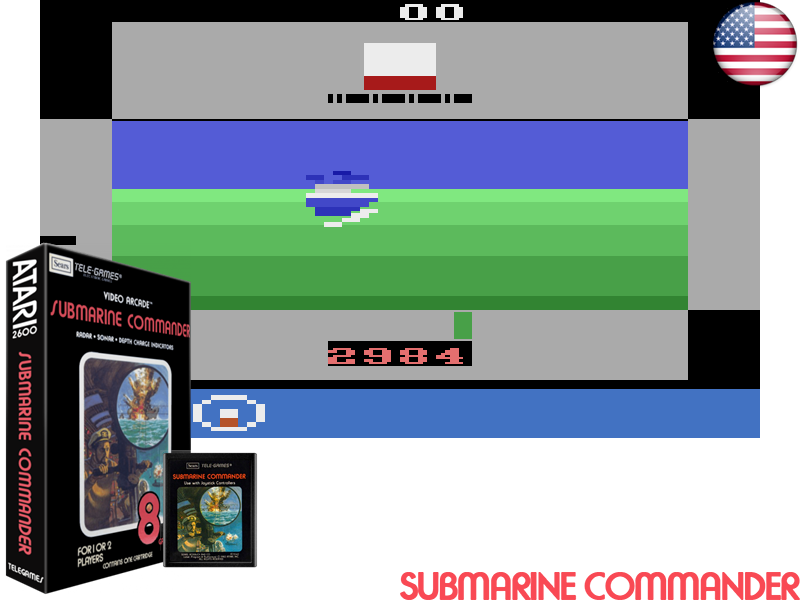 00
2984
ATARI
2600
SUBMARINE COMMANDER
TELEGAMES
Sears
TELE-GAMES®
VIDEO ARCADE™
SUBMARINE COMMANDER
RADAR • SONAR • DEPTH CHARGE INDICATORS
8
FOR 1 OR 2
PLAYERS
CONTAINS ONE CARTRIDGE
Sears
TELE-GAMES®
SUBMARINE COMMANDER
Use with Joystick Controllers
SUBMARINE COMMANDER